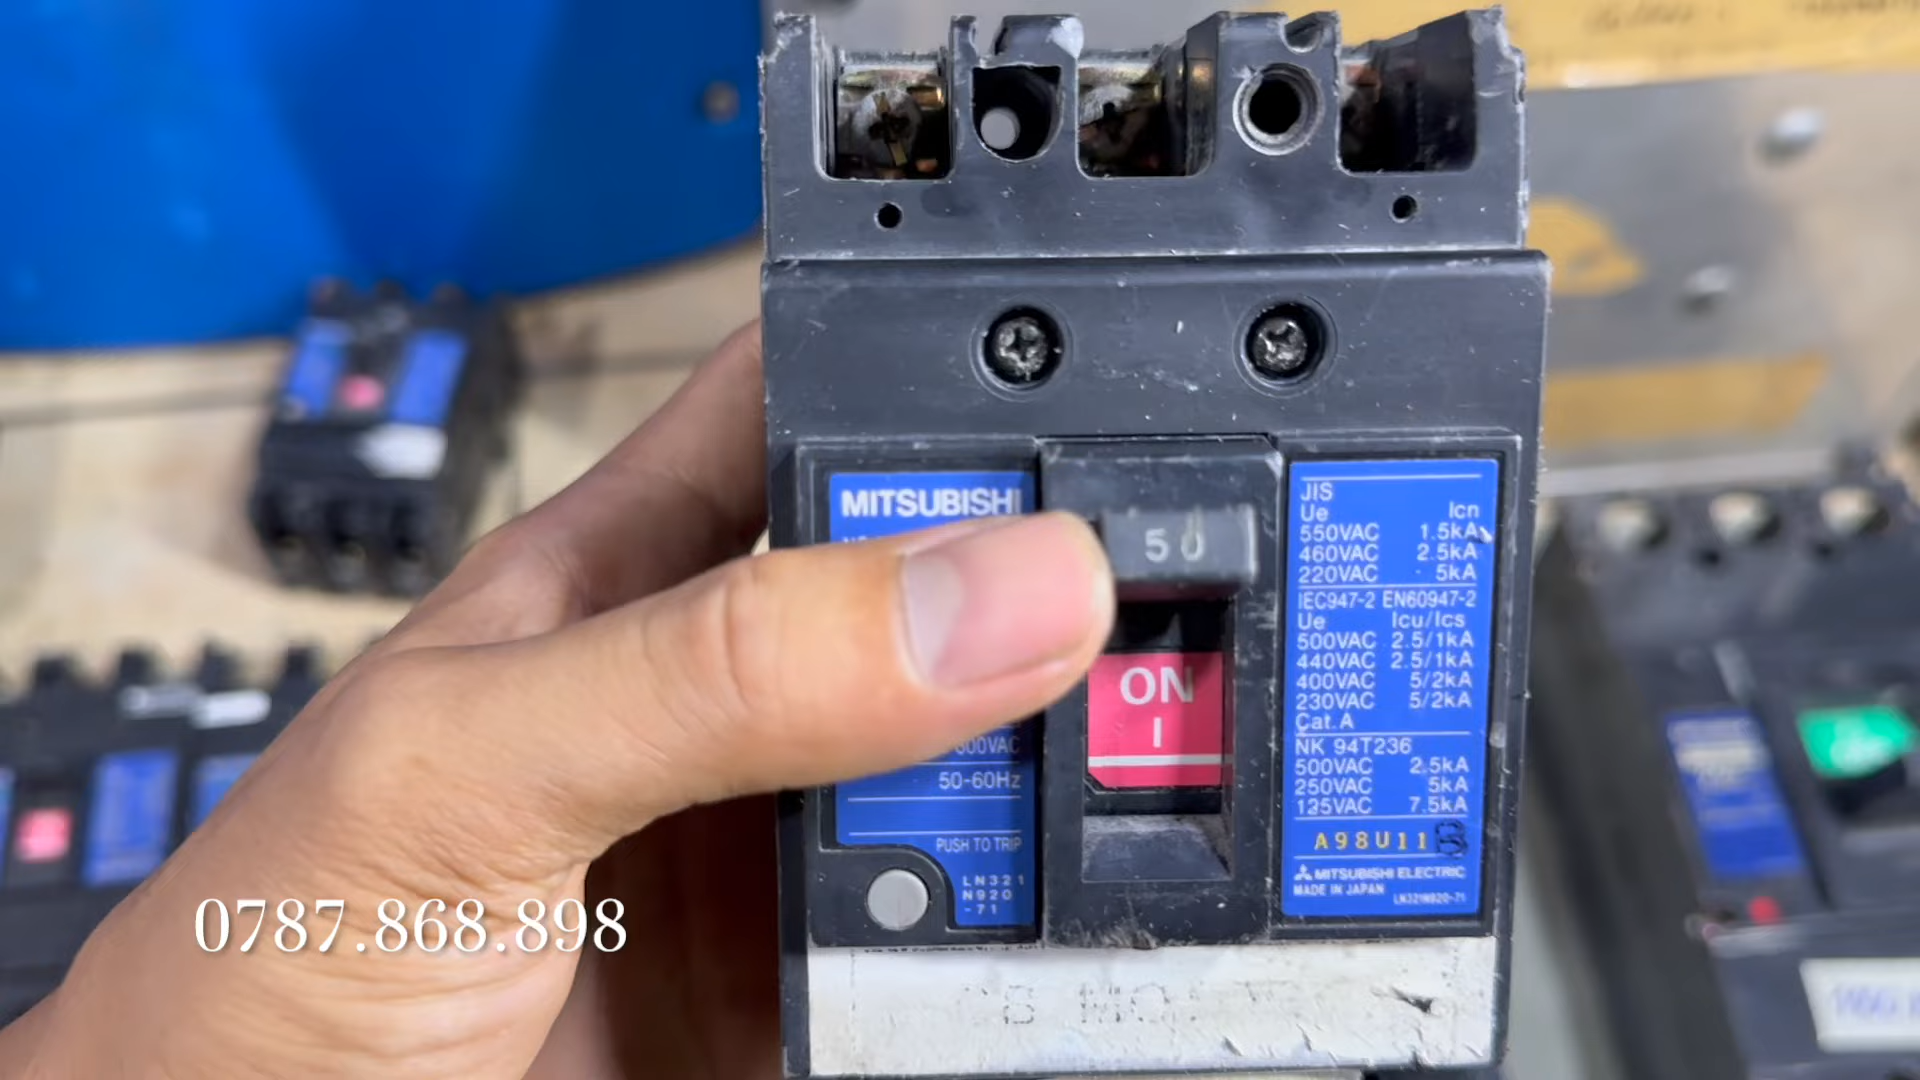 MITSUBISHI
50
ON
I
600VAC
50-60Hz
PUSH TO TRIP
LN321
N920
-71
JIS
Ue Icn
550VAC 1.5kA
460VAC 2.5kA
220VAC 5kA
IEC947-2 EN60947-2
Ue Icu/Ics
500VAC 2.5/1kA
440VAC 2.5/1kA
400VAC 5/2kA
230VAC 5/2kA
Cat.A
NK 94T236
500VAC 2.5kA
250VAC 5kA
125VAC 7.5kA
A98U11
MITSUBISHI ELECTRIC
MADE IN JAPAN
LN321N920-71
0787.868.898